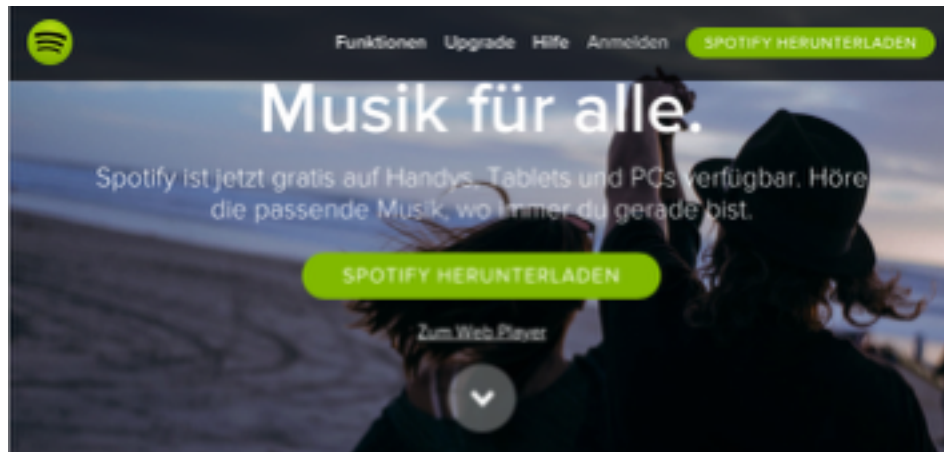 Funktionen Upgrade Hilfe Anmelden SPOTIFY HERUNTERLADEN
Musik für alle.
Spotify ist jetzt gratis auf Handys, Tablets und PCs verfügbar. Höre
die passende Musik, wo immer du gerade bist.
SPOTIFY HERUNTERLADEN
Zum Web Player